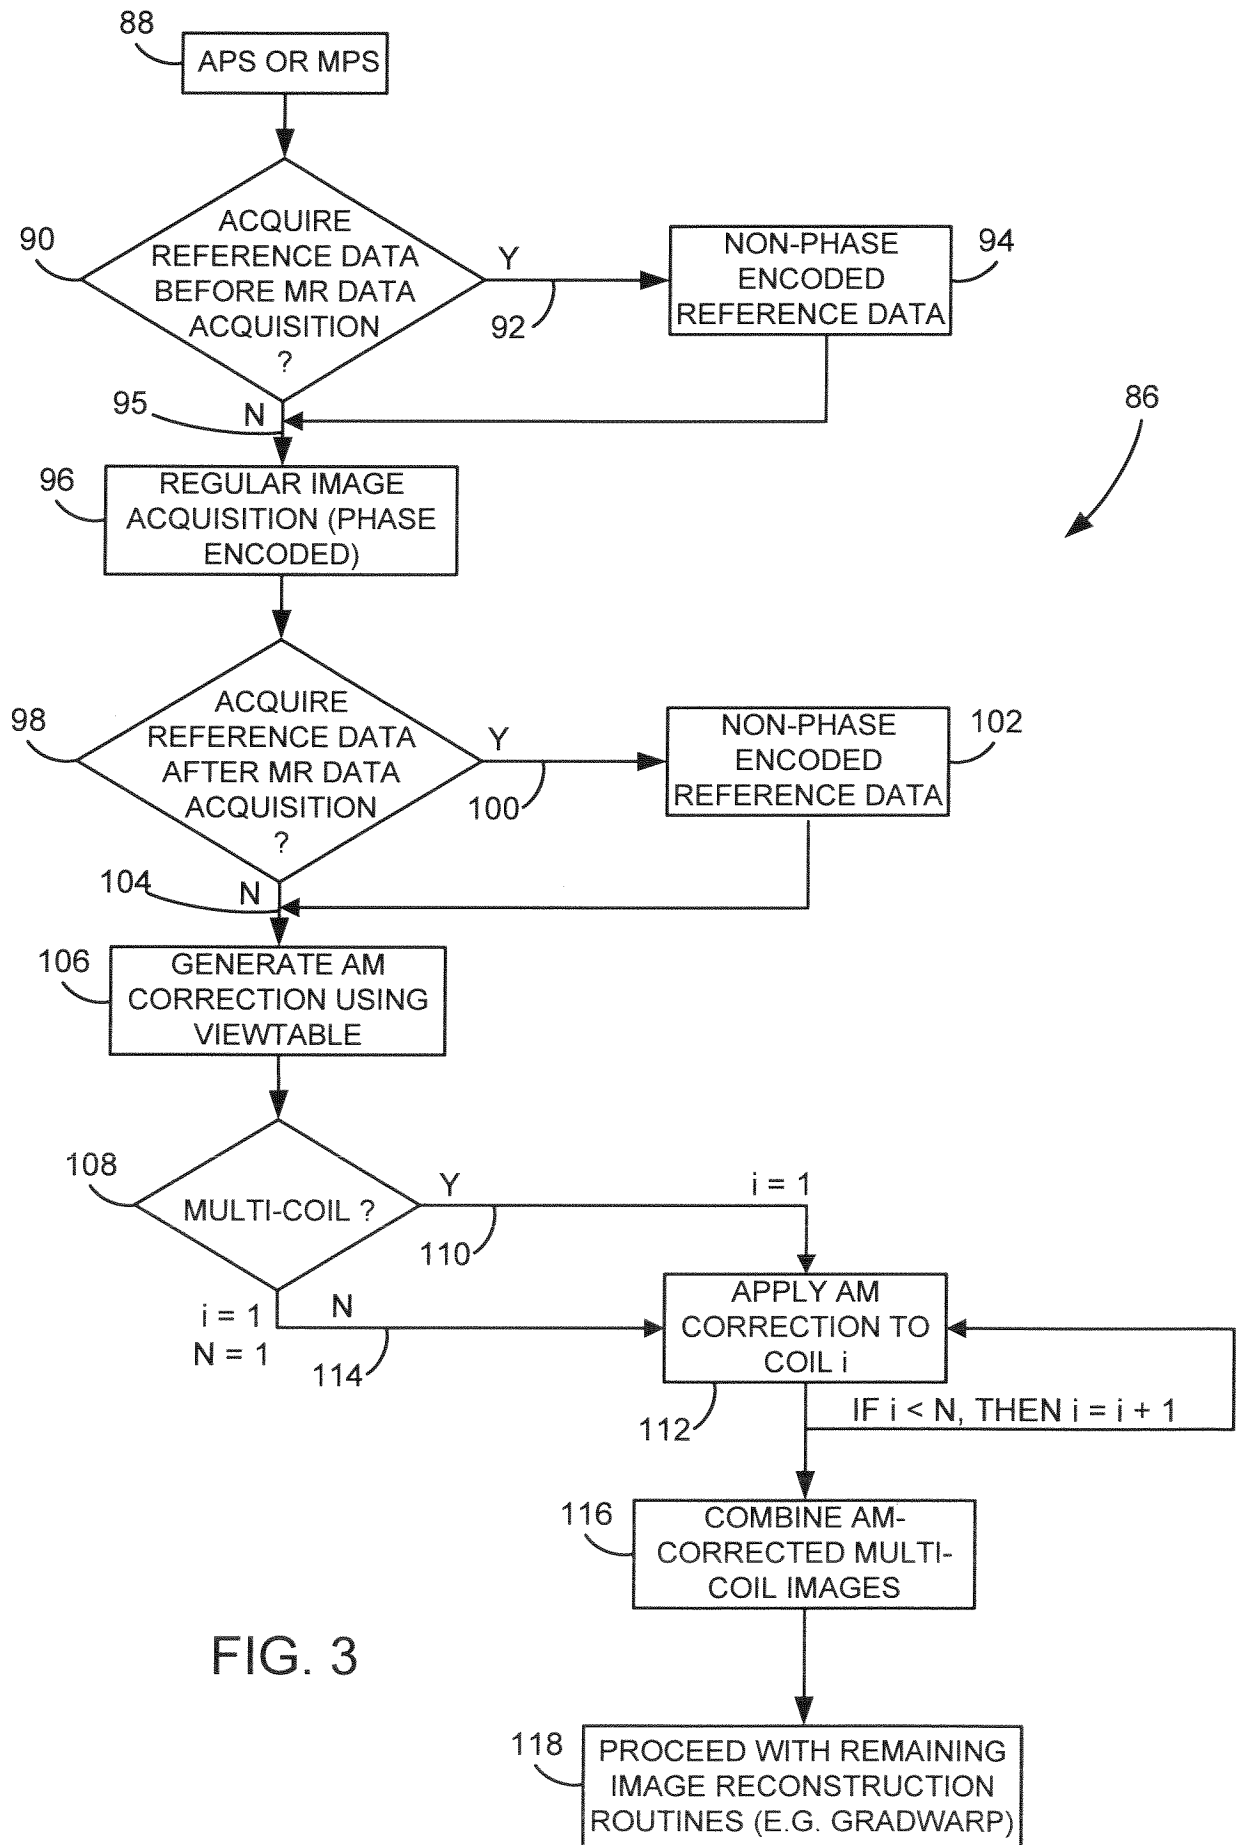 88
APS OR MPS
90
ACQUIRE
REFERENCE DATA
BEFORE MR DATA
ACQUISITION
?
Y
92
NON-PHASE
ENCODED
REFERENCE DATA
94
95
N
86
96
REGULAR IMAGE
ACQUISITION (PHASE
ENCODED)
98
ACQUIRE
REFERENCE DATA
AFTER MR DATA
ACQUISITION
?
Y
100
NON-PHASE
ENCODED
REFERENCE DATA
102
104
N
106
GENERATE AM
CORRECTION USING
VIEWTABLE
108
MULTI-COIL ?
Y
110
i = 1
i = 1
N = 1
N
114
APPLY AM
CORRECTION TO
COIL i
112
IF i < N, THEN i = i + 1
116
COMBINE AM-
CORRECTED MULTI-
COIL IMAGES
FIG. 3
118
PROCEED WITH REMAINING
IMAGE RECONSTRUCTION
ROUTINES (E.G. GRADWARP)